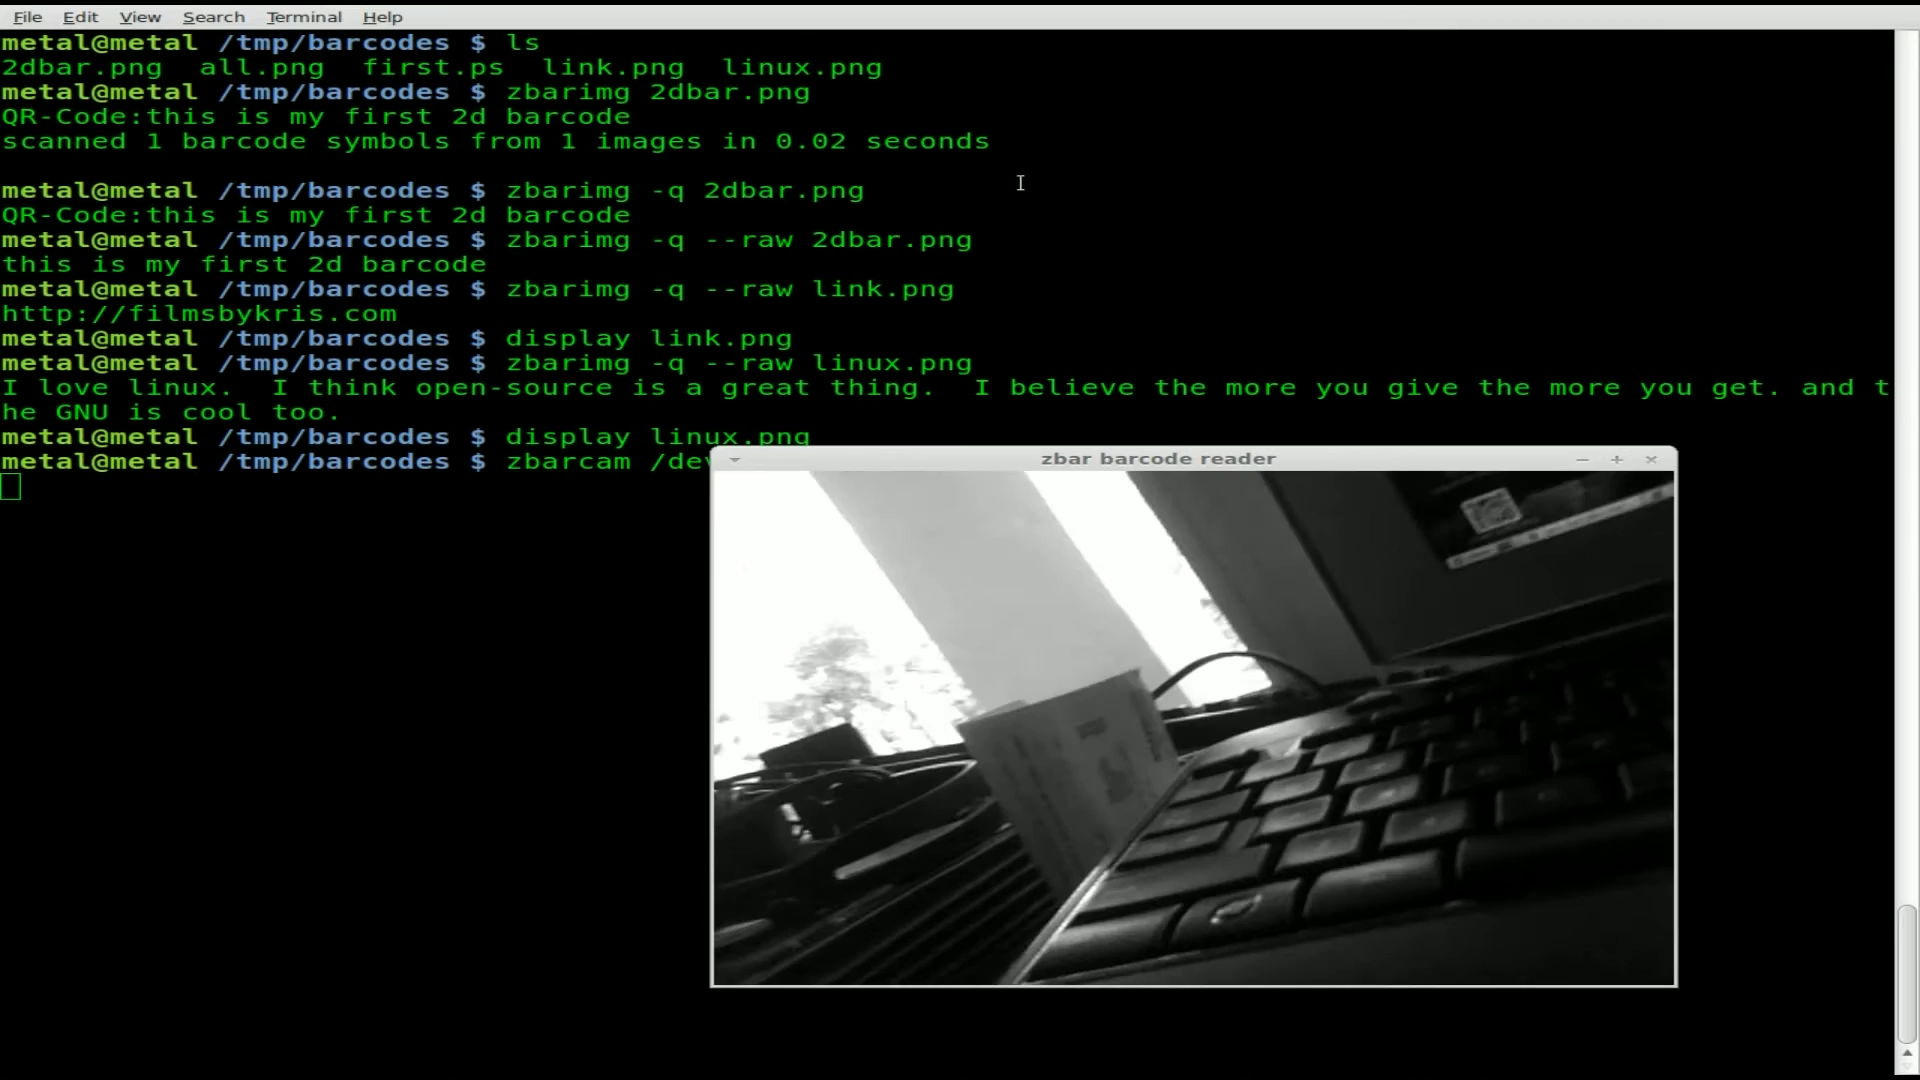 File Edit View Search Terminal Help
metal@metal /tmp/barcodes $ ls
2dbar.png  all.png  first.ps  link.png  linux.png
metal@metal /tmp/barcodes $ zbarimg 2dbar.png
QR-Code:this is my first 2d barcode
scanned 1 barcode symbols from 1 images in 0.02 seconds
metal@metal /tmp/barcodes $ zbarimg -q 2dbar.png
QR-Code:this is my first 2d barcode
metal@metal /tmp/barcodes $ zbarimg -q --raw 2dbar.png
this is my first 2d barcode
metal@metal /tmp/barcodes $ zbarimg -q --raw link.png
http://filmsbykris.com
metal@metal /tmp/barcodes $ display link.png
metal@metal /tmp/barcodes $ zbarimg -q --raw linux.png
I love linux.  I think open-source is a great thing.  I believe the more you give the more you get. and t
he GNU is cool too.
metal@metal /tmp/barcodes $ display linux.png
metal@metal /tmp/barcodes $ zbarcam /dev
zbar barcode reader